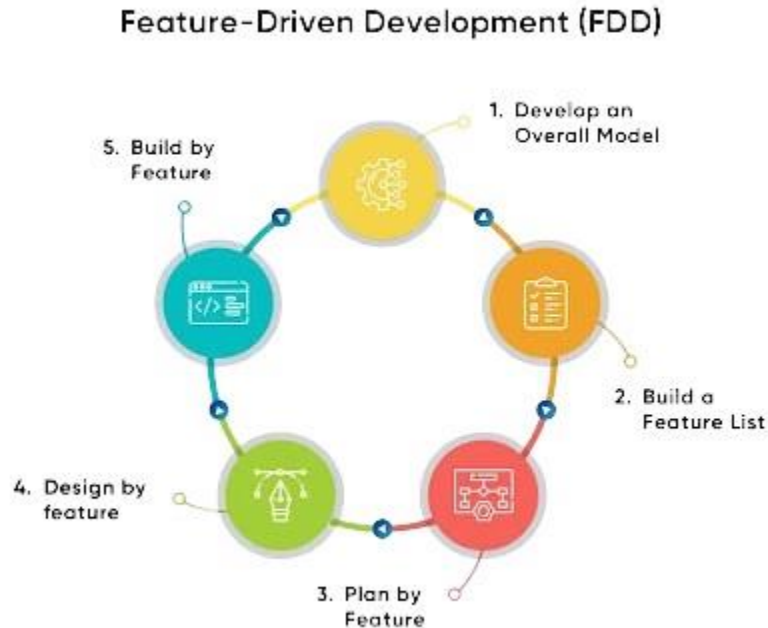 Feature-Driven Development (FDD)
1. Develop an
Overall Model
2. Build a
Feature List
3. Plan by
Feature
4. Design by
feature
5. Build by
Feature